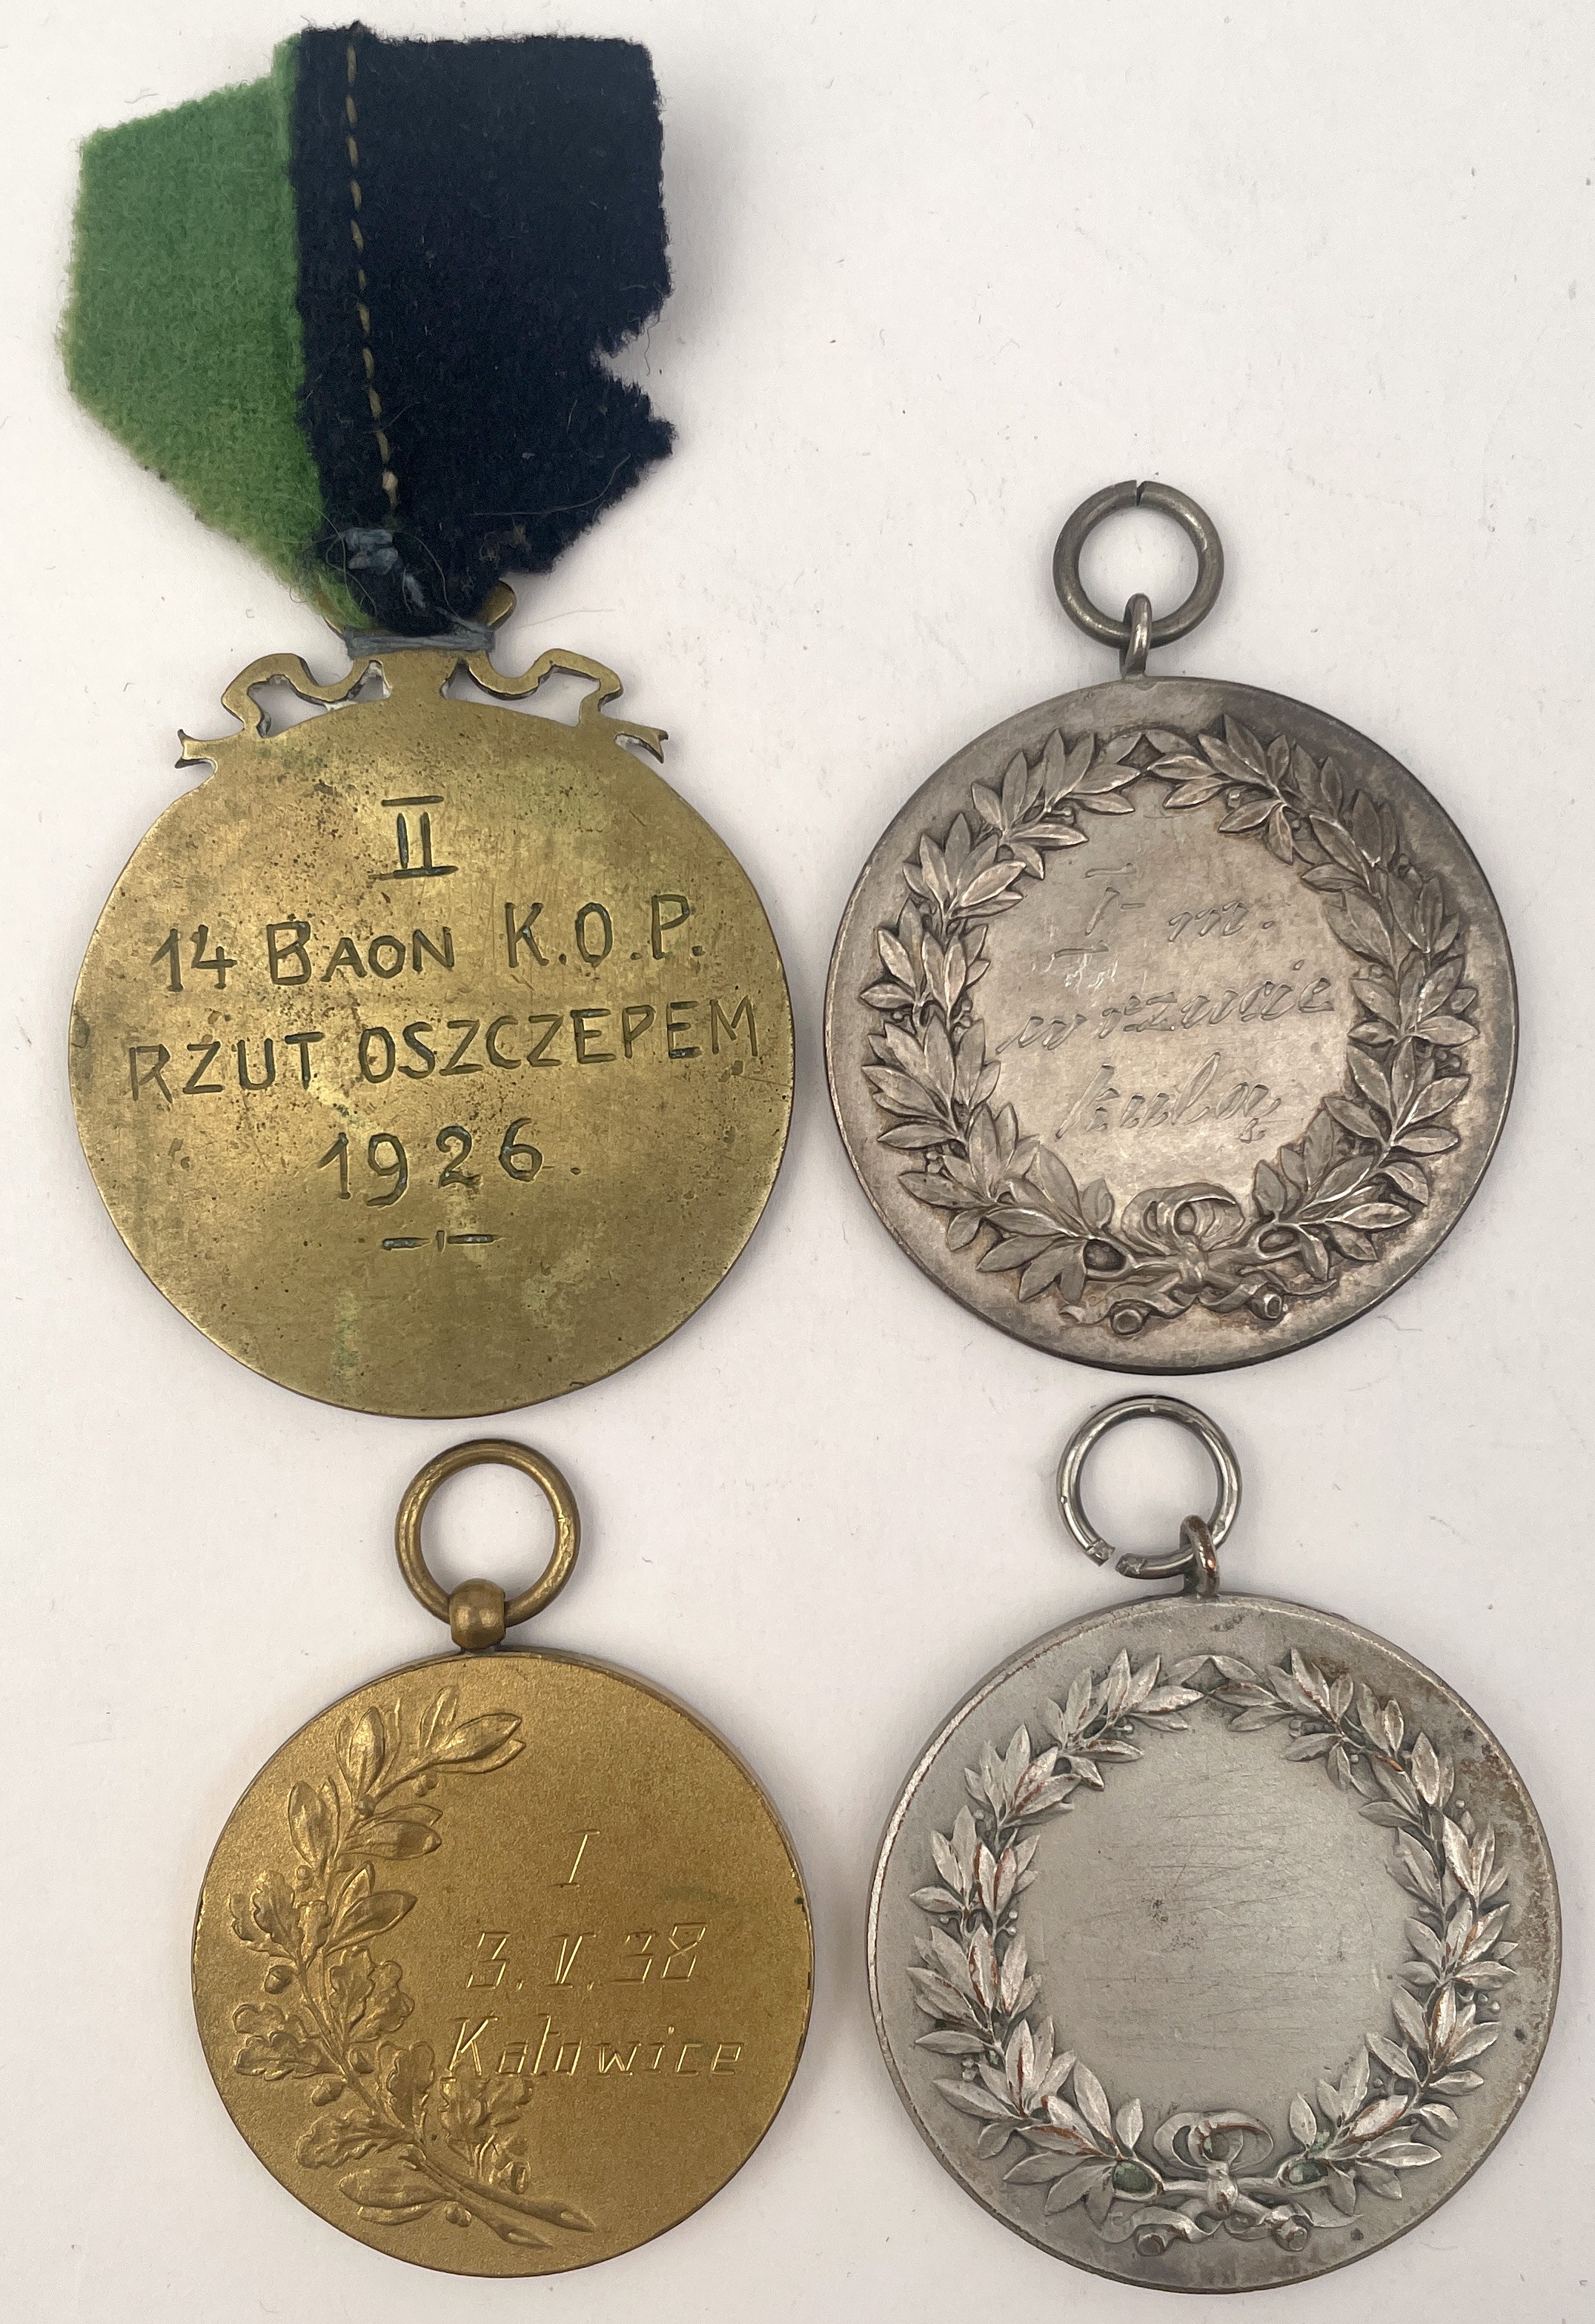 II
14 BAON K.O.P.
RZUT OSZCZEPEM
1926.
I m.
w rzucie
kulą
I
3.V.38
Katowice